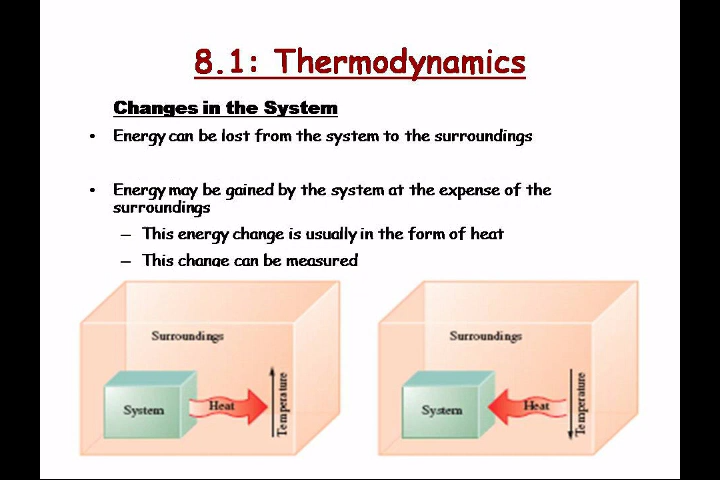 8.1: Thermodynamics
Changes in the System
• Energy can be lost from the system to the surroundings
• Energy may be gained by the system at the expense of the
surroundings
– This energy change is usually in the form of heat
– This change can be measured
Surroundings
System
Heat
Temperature
Surroundings
System
Heat
Temperature